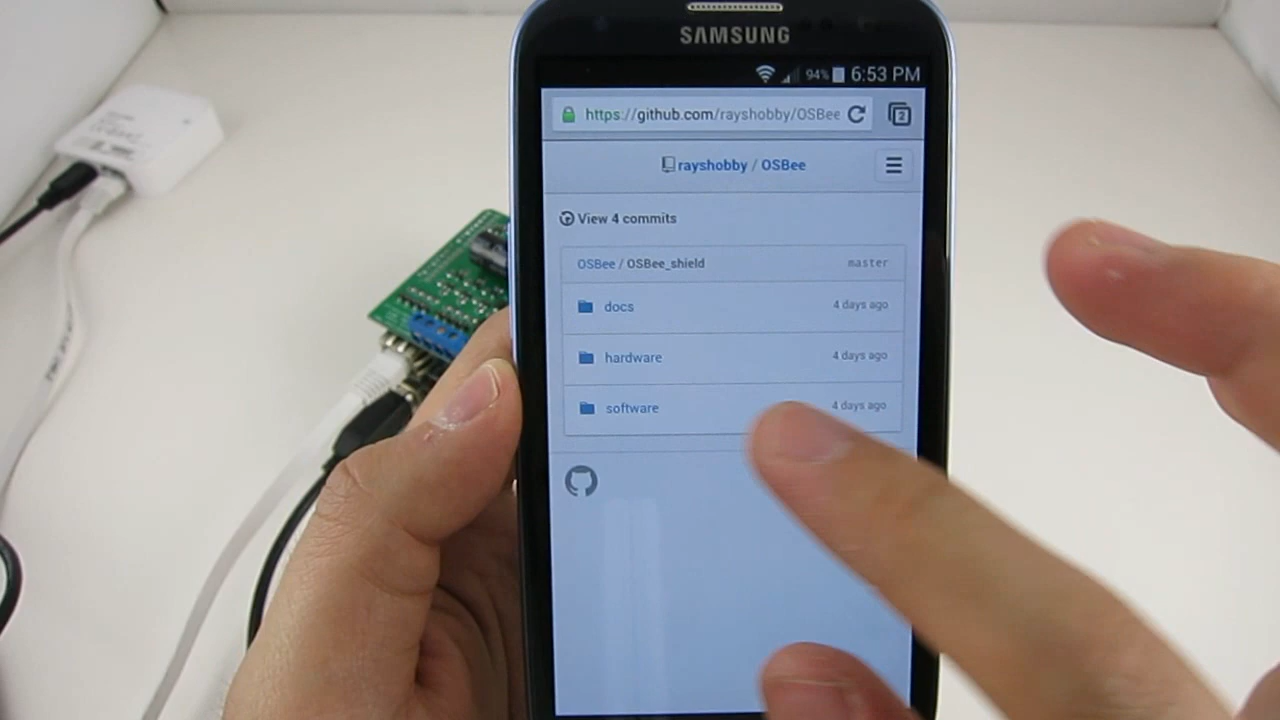 SAMSUNG
94% 6:53 PM
https://github.com/rayshobby/OSBee
2
rayshobby / OSBee
View 4 commits
OSBee / OSBee_shield master
docs 4 days ago
hardware 4 days ago
software 4 days ago